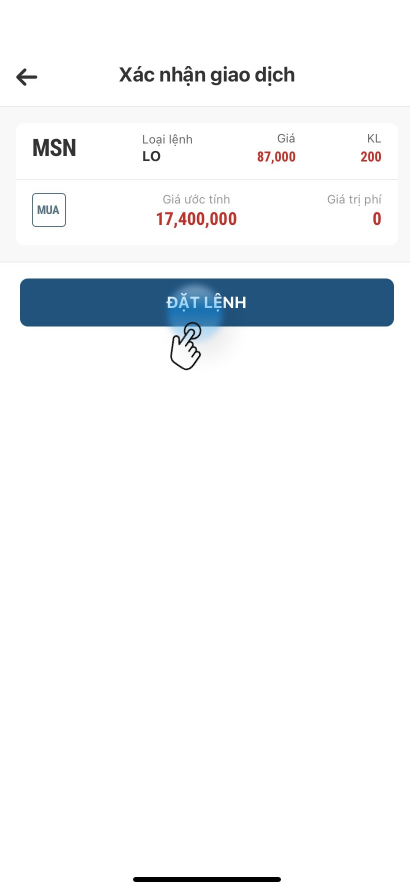 Xác nhận giao dịch
MSN
Loại lệnh
Giá
KL
LO
87,000
200
MUA
Giá ước tính
Giá trị phí
17,400,000
0
ĐẶT LỆNH